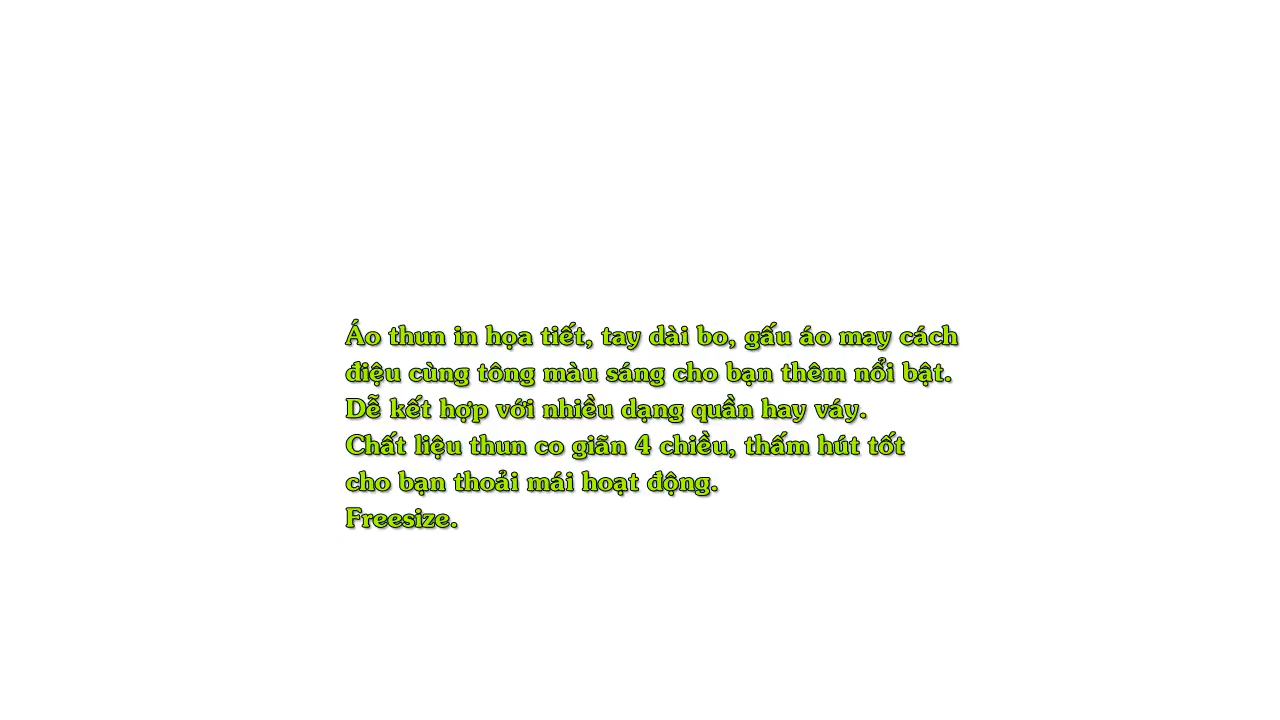 Áo thun in họa tiết, tay dài bo, gấu áo may cách
điệu cùng tông màu sáng cho bạn thêm nổi bật.
Dễ kết hợp với nhiều dạng quần hay váy.
Chất liệu thun co giãn 4 chiều, thấm hút tốt
cho bạn thoải mái hoạt động.
Freesize.